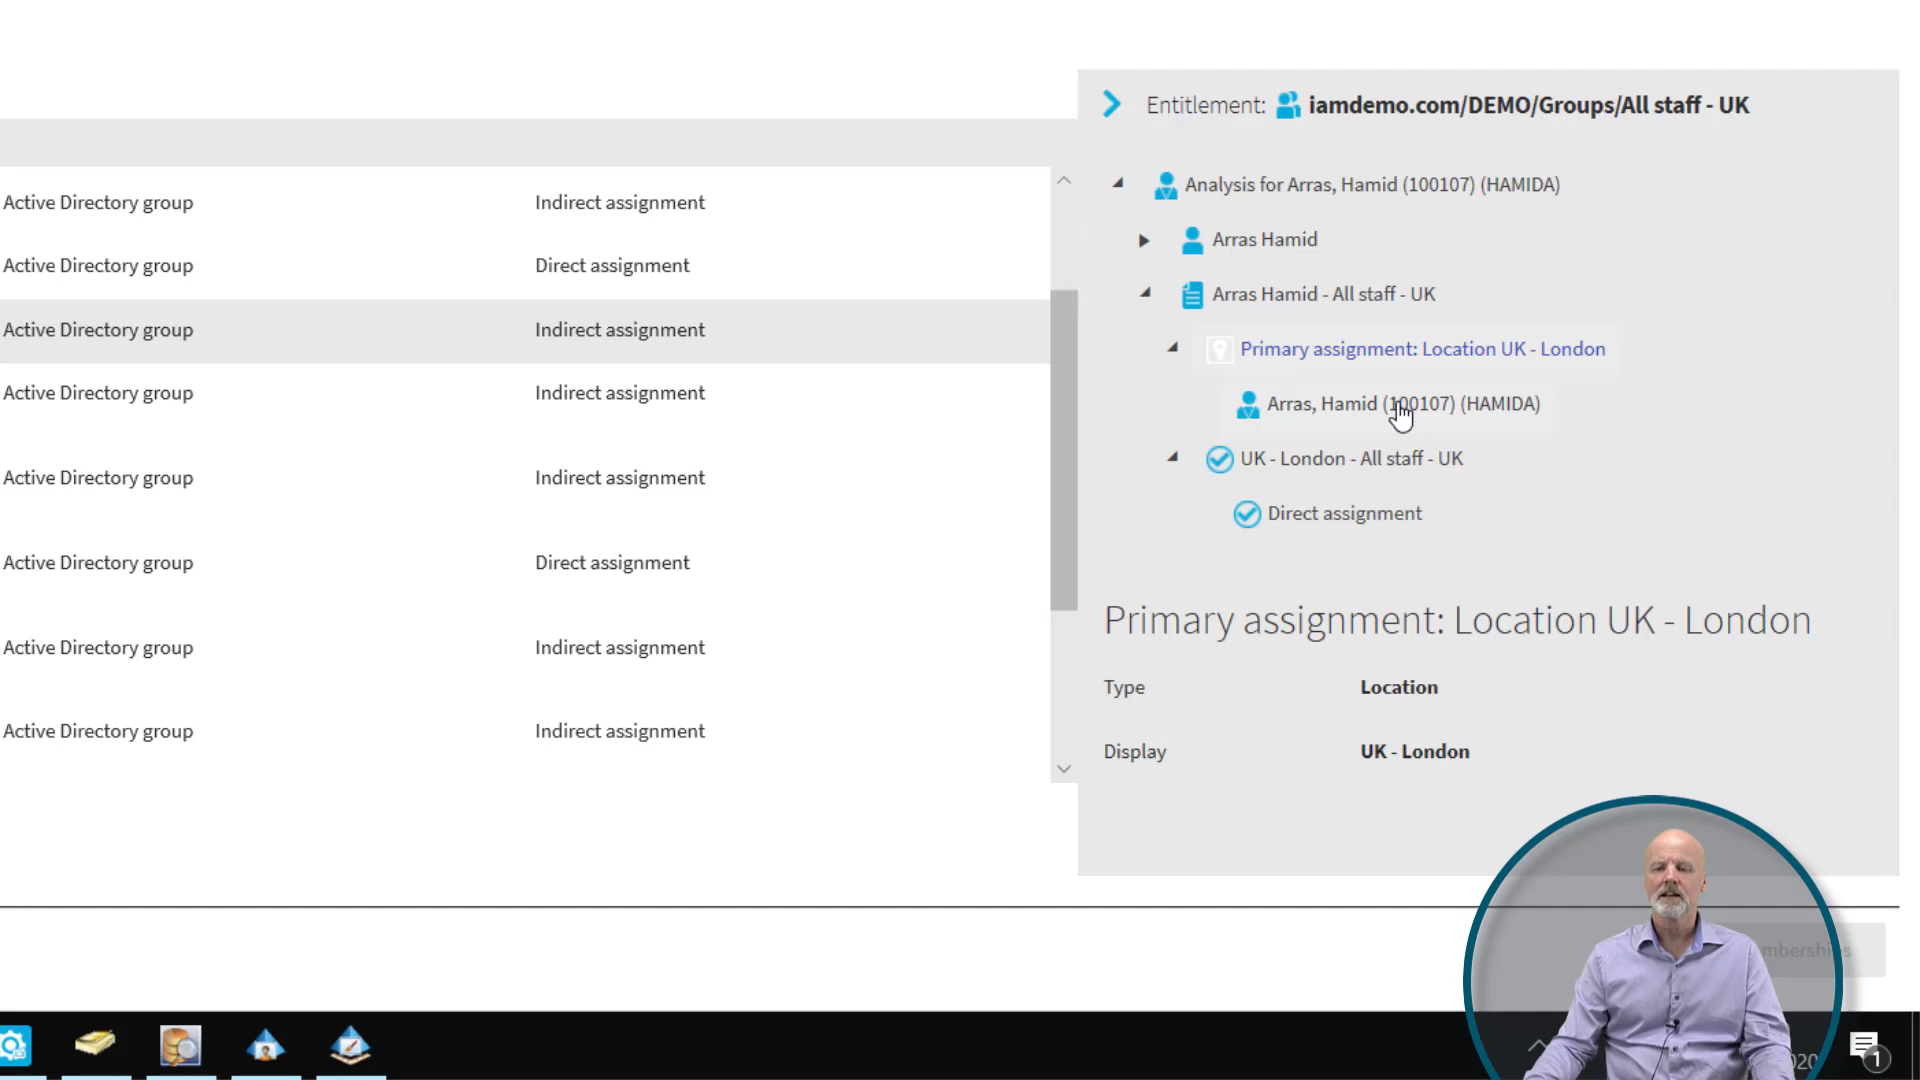 Entitlement: iamdemo.com/DEMO/Groups/All staff - UK
Analysis for Arras, Hamid (100107) (HAMIDA)
Arras Hamid
Arras Hamid - All staff - UK
Primary assignment: Location UK - London
Arras, Hamid (100107) (HAMIDA)
UK - London - All staff - UK
Direct assignment
Primary assignment: Location UK - London
Type Location
Display UK - London
Active Directory group Indirect assignment
Active Directory group Direct assignment
Active Directory group Indirect assignment
Active Directory group Indirect assignment
Active Directory group Indirect assignment
Active Directory group Direct assignment
Active Directory group Indirect assignment
Active Directory group Indirect assignment
1